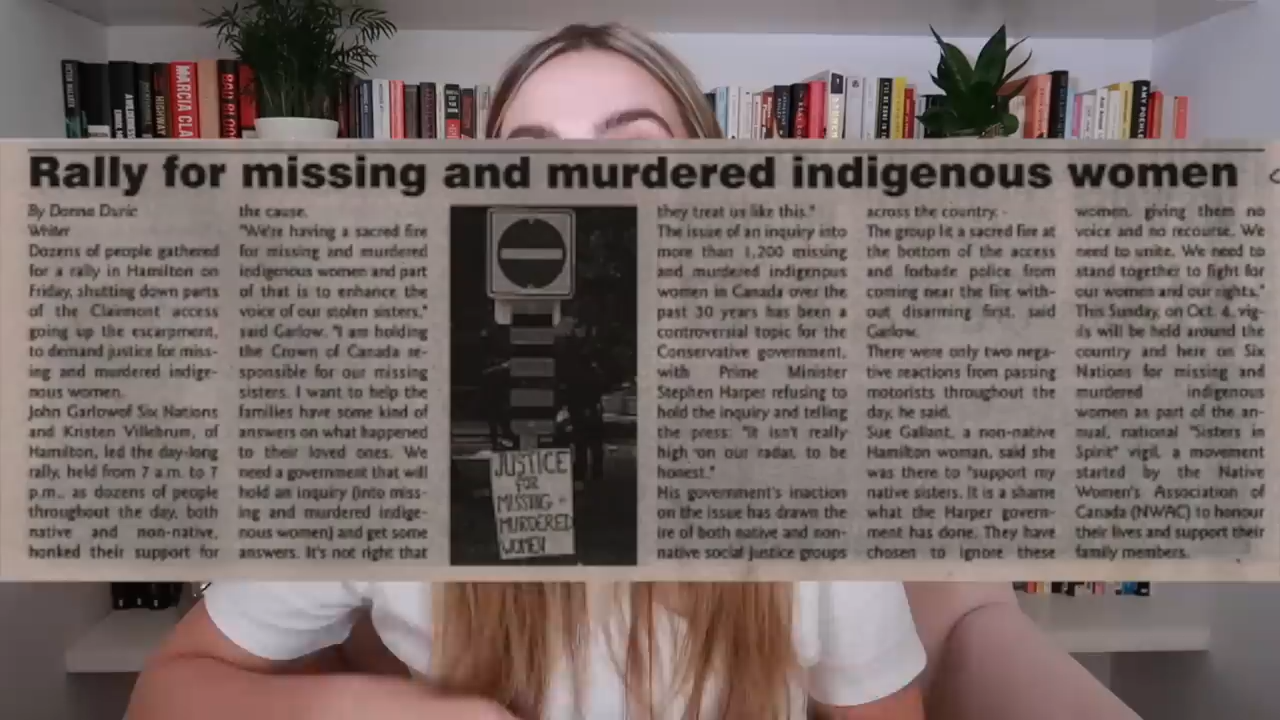 MARCIA CLA
HIGHWAY
BAD BLOOD
AMY POEHLE
Rally for missing and murdered indigenous women
By Donna Duric
Writer
Dozens of people gathered
for a rally in Hamilton on
Friday, shutting down parts
of the Claremont access
going up the escarpment,
to demand justice for miss-
ing and murdered indige-
nous women.
John Garlowof Six Nations
and Kristen Villebrun, of
Hamilton, led the day-long
rally, held from 7 a.m. to 7
p.m., as dozens of people
throughout the day, both
native and non-native,
honked their support for
the cause.
"We're having a sacred fire
for missing and murdered
indigenous women and part
of that is to enhance the
voice of our stolen sisters,"
said Garlow. "I am holding
the Crown of Canada re-
sponsible for our missing
sisters. I want to help the
families have some kind of
answers on what happened
to their loved ones. We
need a government that will
hold an inquiry (into miss-
ing and murdered indige-
nous women) and get some
answers. It's not right that
JUSTICE
FOR
MISSING +
MURDERED
WOMEN
they treat us like this."
The issue of an inquiry into
more than 1,200 missing
and murdered indigenous
women in Canada over the
past 30 years has been a
controversial topic for the
Conservative government,
with Prime Minister
Stephen Harper refusing to
hold the inquiry and telling
the press: "It isn't really
high on our radar, to be
honest."
His government's inaction
on the issue has drawn the
ire of both native and non-
native social justice groups
across the country.
The group lit a sacred fire at
the bottom of the access
and forbade police from
coming near the fire with-
out disarming first, said
Garlow.
There were only two nega-
tive reactions from passing
motorists throughout the
day, he said.
Sue Gallant, a non-native
Hamilton woman, said she
was there to "support my
native sisters. It is a shame
what the Harper govern-
ment has done. They have
chosen to ignore these
women, giving them no
voice and no recourse. We
need to unite. We need to
stand together to fight for
our women and our rights."
This Sunday, on Oct. 4, vig-
ils will be held around the
country and here on Six
Nations for missing and
murdered indigenous
women as part of the an-
nual, national "Sisters in
Spirit" vigil, a movement
started by the Native
Women's Association of
Canada (NWAC) to honour
their lives and support their
family members.